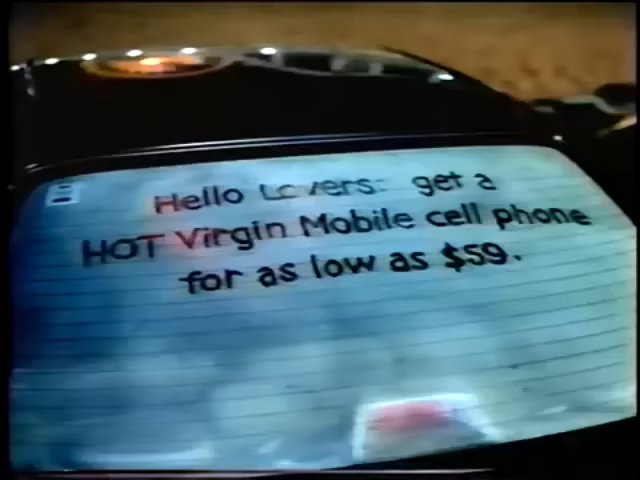 Hello Lovers: get a
HOT Virgin Mobile cell phone
for as low as $59.